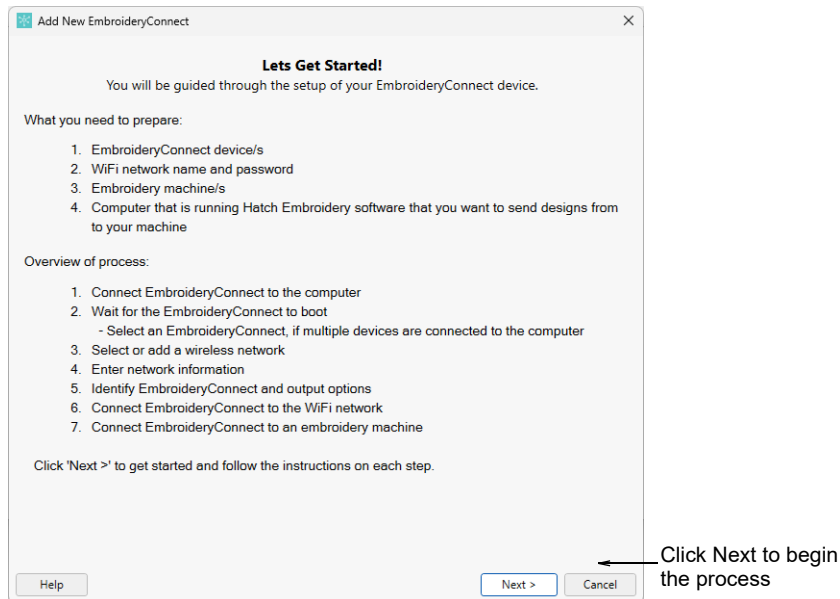 Add New EmbroideryConnect
Lets Get Started!
You will be guided through the setup of your EmbroideryConnect device.
What you need to prepare:
1. EmbroideryConnect device/s
2. WiFi network name and password
3. Embroidery machine/s
4. Computer that is running Hatch Embroidery software that you want to send designs from
to your machine
Overview of process:
1. Connect EmbroideryConnect to the computer
2. Wait for the EmbroideryConnect to boot
- Select an EmbroideryConnect, if multiple devices are connected to the computer
3. Select or add a wireless network
4. Enter network information
5. Identify EmbroideryConnect and output options
6. Connect EmbroideryConnect to the WiFi network
7. Connect EmbroideryConnect to an embroidery machine
Click 'Next >' to get started and follow the instructions on each step.
Click Next to begin
the process
Help
Next >
Cancel